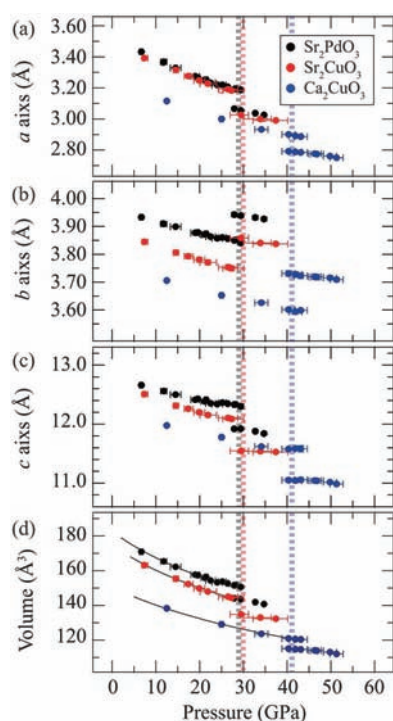 (a)
a aixs (Å)
3.60
3.40
3.20
3.00
2.80
Sr₂PdO₃
Sr₂CuO₃
Ca₂CuO₃
(b)
b aixs (Å)
4.00
3.90
3.80
3.70
3.60
(c)
c aixs (Å)
13.0
12.0
11.0
(d)
Volume (Å³)
180
160
140
120
0 10 20 30 40 50 60
Pressure (GPa)